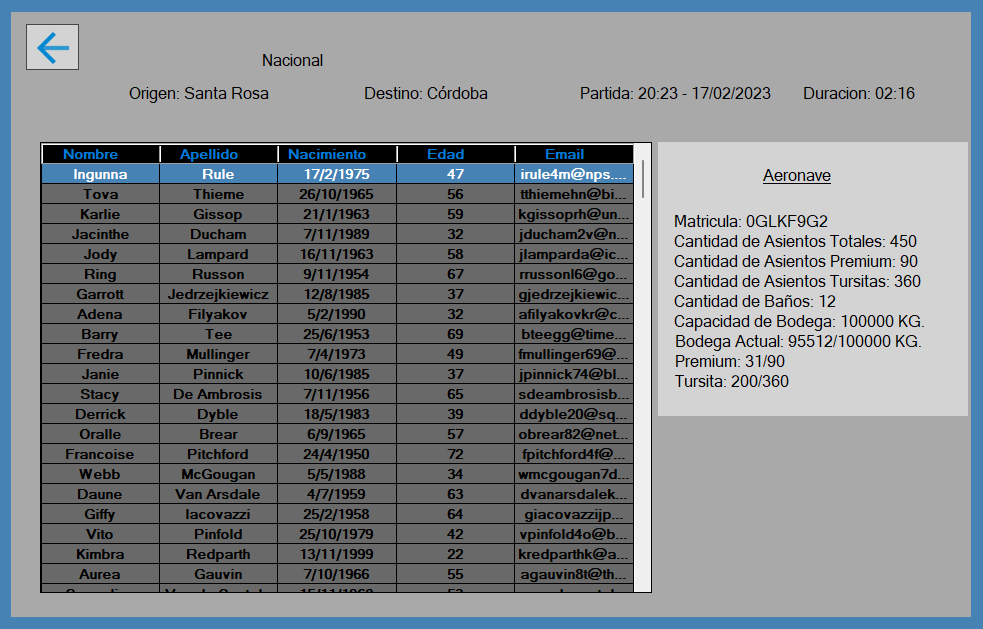 Nacional
Origen: Santa Rosa Destino: Córdoba Partida: 20:23 - 17/02/2023 Duracion: 02:16
Nombre Apellido Nacimiento Edad Email
Ingunna Rule 17/2/1975 47 irule4m@nps....
Tova Thieme 26/10/1965 56 tthiemehn@bi...
Karlie Gissop 21/1/1963 59 kgissoprh@un...
Jacinthe Ducham 7/11/1989 32 jducham2v@n...
Jody Lampard 16/11/1963 58 jlamparda@ic...
Ring Russon 9/11/1954 67 rrussonl6@go...
Garrott Jedrzejkiewicz 12/8/1985 37 gjedrzejkiewic...
Adena Filyakov 5/2/1990 32 afilyakovkr@c...
Barry Tee 25/6/1953 69 bteegg@time...
Fredra Mullinger 7/4/1973 49 fmullinger69@...
Janie Pinnick 10/6/1985 37 jpinnick74@bl...
Stacy De Ambrosis 7/11/1956 65 sdeambrosisb...
Derrick Dyble 18/5/1983 39 ddyble20@sq...
Oralle Brear 6/9/1965 57 obrear82@net...
Francoise Pitchford 24/4/1950 72 fpitchford4f@...
Webb McGougan 5/5/1988 34 wmcgougan7d...
Daune Van Arsdale 4/7/1959 63 dvanarsdalek...
Giffy Iacovazzi 25/2/1958 64 giacovazzijp...
Vito Pinfold 25/10/1979 42 vpinfold4o@b...
Kimbra Redparth 13/11/1999 22 kredparthk@a...
Aurea Gauvin 7/10/1966 55 agauvin8t@th...
Aeronave
Matricula: 0GLKF9G2
Cantidad de Asientos Totales: 450
Cantidad de Asientos Premium: 90
Cantidad de Asientos Tursitas: 360
Cantidad de Baños: 12
Capacidad de Bodega: 100000 KG.
Bodega Actual: 95512/100000 KG.
Premium: 31/90
Tursita: 200/360